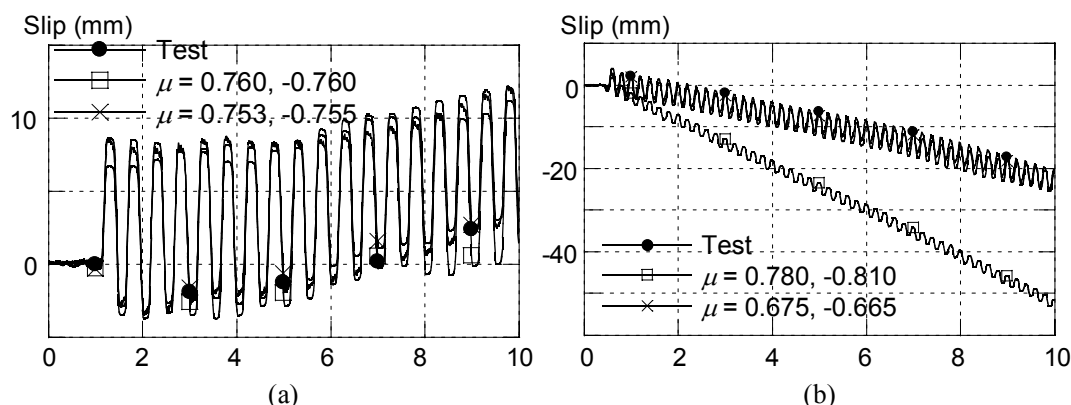 Slip (mm)
Test
μ = 0.760, -0.760
μ = 0.753, -0.755
10
0
0 2 4 6 8 10
(a)
Slip (mm)
0
-20
-40
Test
μ = 0.780, -0.810
μ = 0.675, -0.665
0 2 4 6 8 10
(b)